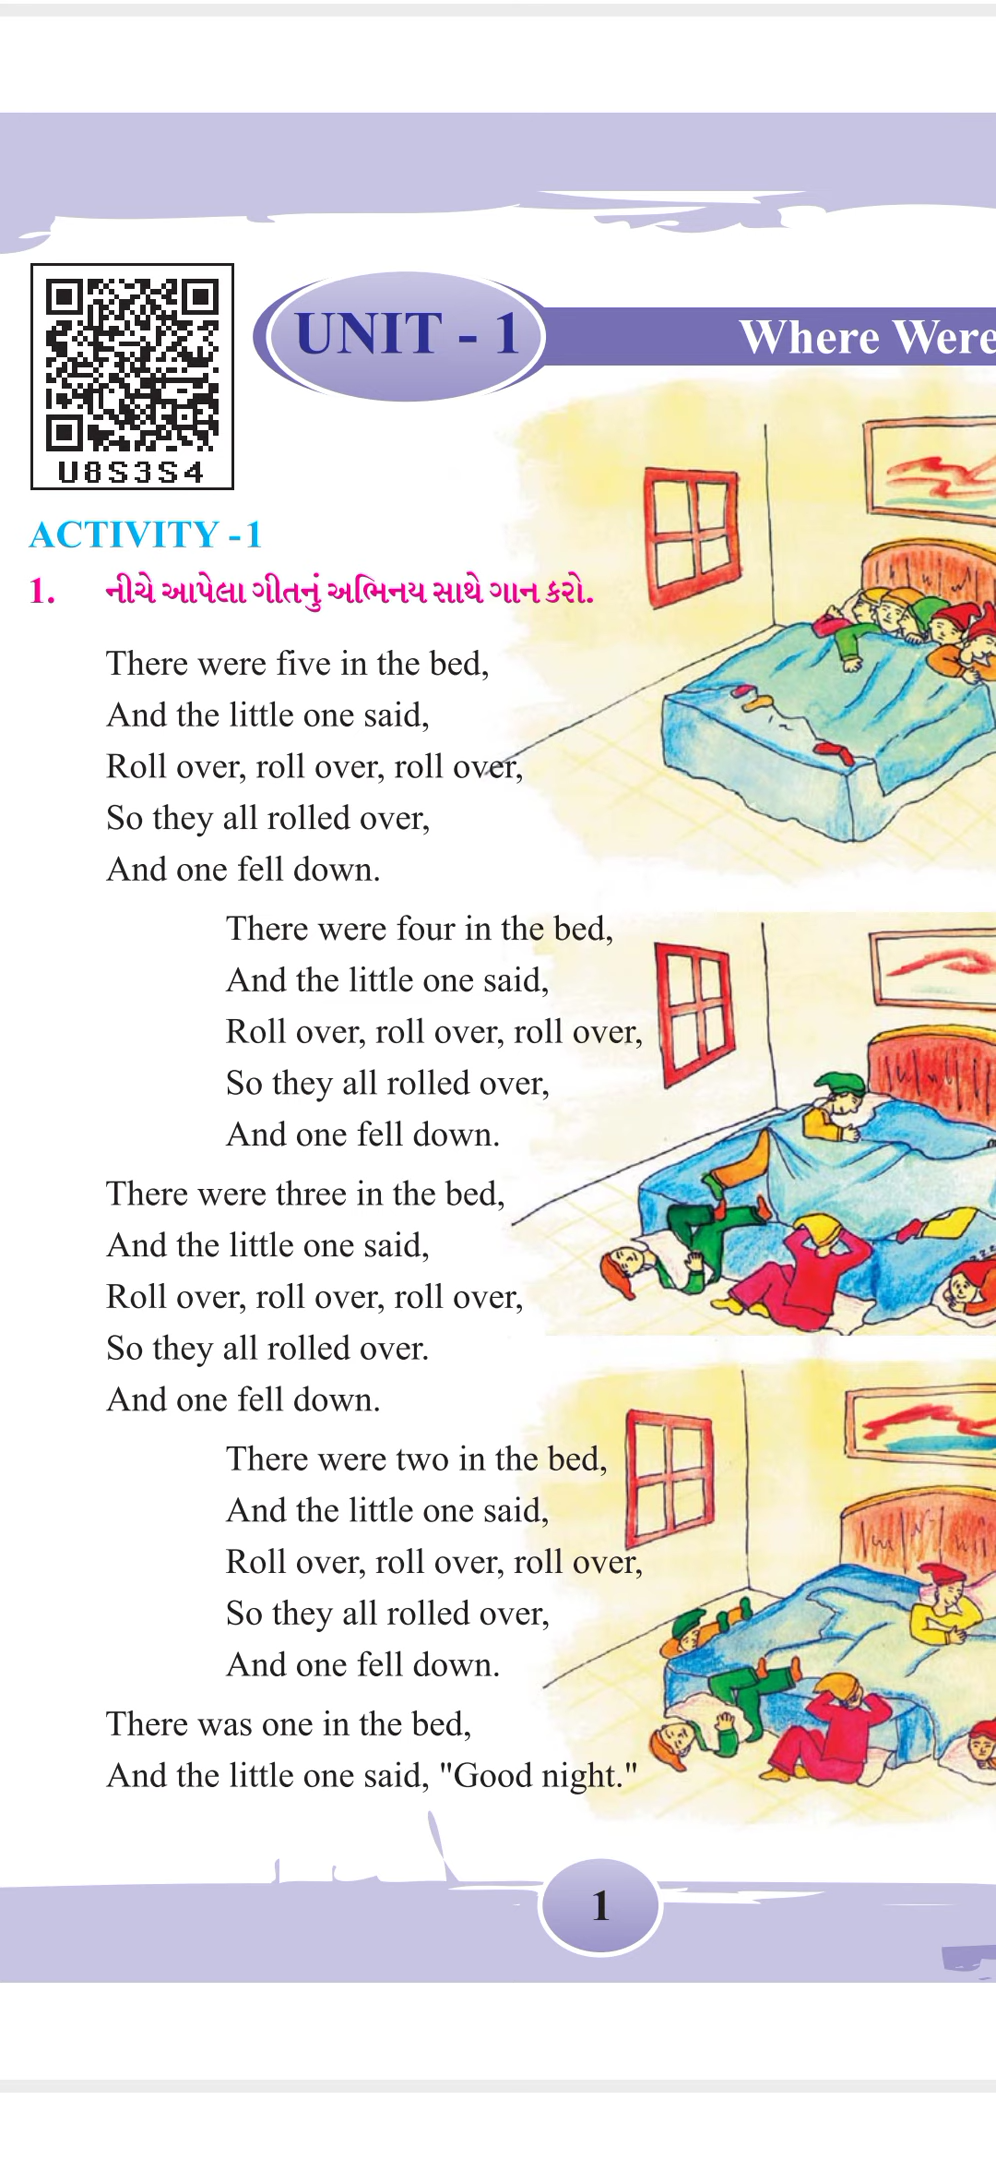 U8S3S4
UNIT - 1
Where Were
ACTIVITY - 1
1. નીચે આપેલા ગીતનું અભિનય સાથે ગાન કરો.
There were five in the bed,
And the little one said,
Roll over, roll over, roll over,
So they all rolled over,
And one fell down.
There were four in the bed,
And the little one said,
Roll over, roll over, roll over,
So they all rolled over,
And one fell down.
There were three in the bed,
And the little one said,
Roll over, roll over, roll over,
So they all rolled over.
And one fell down.
There were two in the bed,
And the little one said,
Roll over, roll over, roll over,
So they all rolled over,
And one fell down.
There was one in the bed,
And the little one said, "Good night."
1